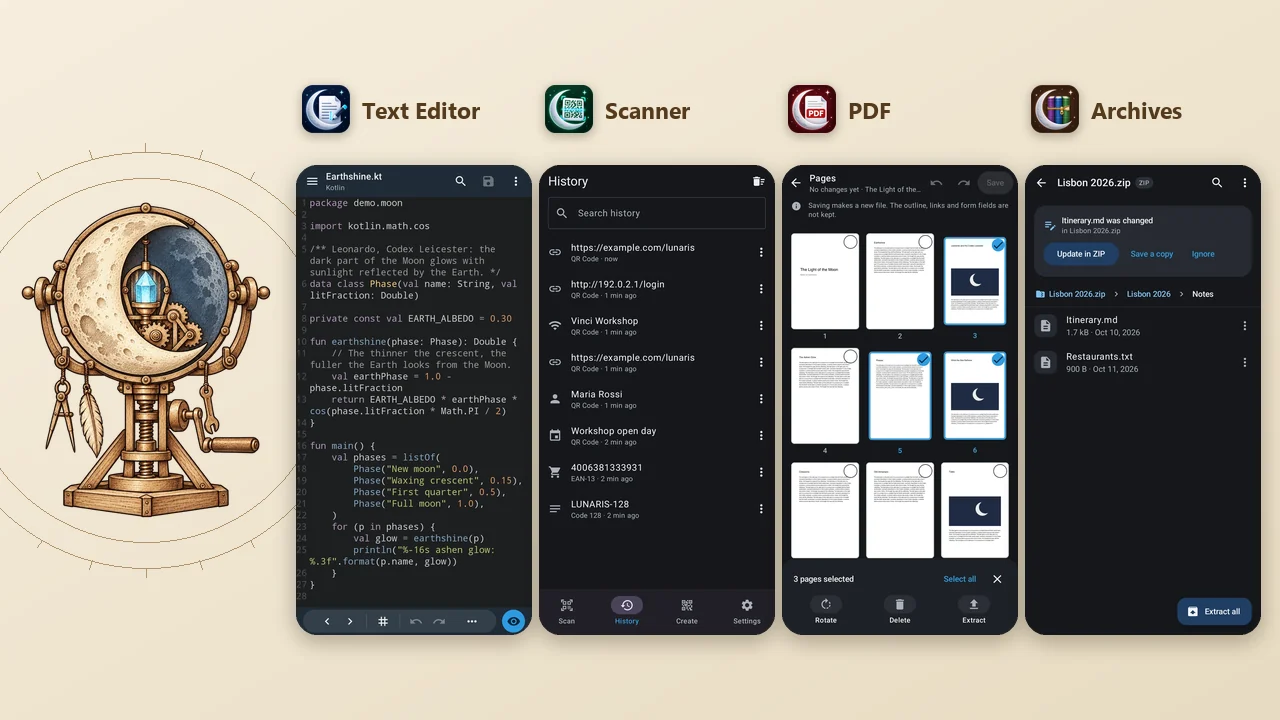 Text Editor
Scanner
PDF
PDF
Archives
Earthshine.kt
Kotlin
1 package demo.moon
2
3 import kotlin.math.cos
4
5 /** Leonardo, Codex Leicester: the
dark part of the Moon glows with
sunlight reflected by the Earth. */
6 data class Phase(val name: String, val
litFraction: Double)
7
8 private const val EARTH_ALBEDO = 0.30
9
10 fun earthshine(phase: Phase): Double {
11 // The thinner the crescent, the
fuller the Earth looks from the Moon.
12 val earthPhase = 1.0 -
phase.litFraction
13 return EARTH_ALBEDO * earthPhase *
cos(phase.litFraction * Math.PI / 2)
14 }
15
16 fun main() {
17 val phases = listOf(
18 Phase("New moon", 0.0),
19 Phase("Waxing crescent", 0.15),
20 Phase("First quarter", 0.5),
21 Phase("Full moon", 1.0),
22 )
23 for (p in phases) {
24 val glow = earthshine(p)
25 println("%-16s ashen glow:
%.3f".format(p.name, glow))
26 }
27 }
28
History
Search history
https://example.com/lunaris
QR Code · now
http://192.0.2.1/login
QR Code · 1 min ago
Vinci Workshop
QR Code · 1 min ago
https://example.com/lunaris
QR Code · 1 min ago
Maria Rossi
QR Code · 1 min ago
Workshop open day
QR Code · 2 min ago
4006381333931
EAN-13 · 2 min ago
LUNARIS-128
Code 128 · 2 min ago
Scan
History
Create
Settings
Pages
No changes yet · The Light of the...
Save
Saving makes a new file. The outline, links and form fields are
not kept.
The Light of the Moon
1
2
3
4
5
6
3 pages selected
Select all
Rotate
Delete
Extract
Lisbon 2026.zip
ZIP
Itinerary.md was changed
in Lisbon 2026.zip
Update in ZIP
Save a copy
Ignore
Lisbon 2026.zip
Lisbon 2026
Notes
Itinerary.md
1.7 kB · Oct 10, 2026
Restaurants.txt
900 B · Oct 11, 2026
Extract all